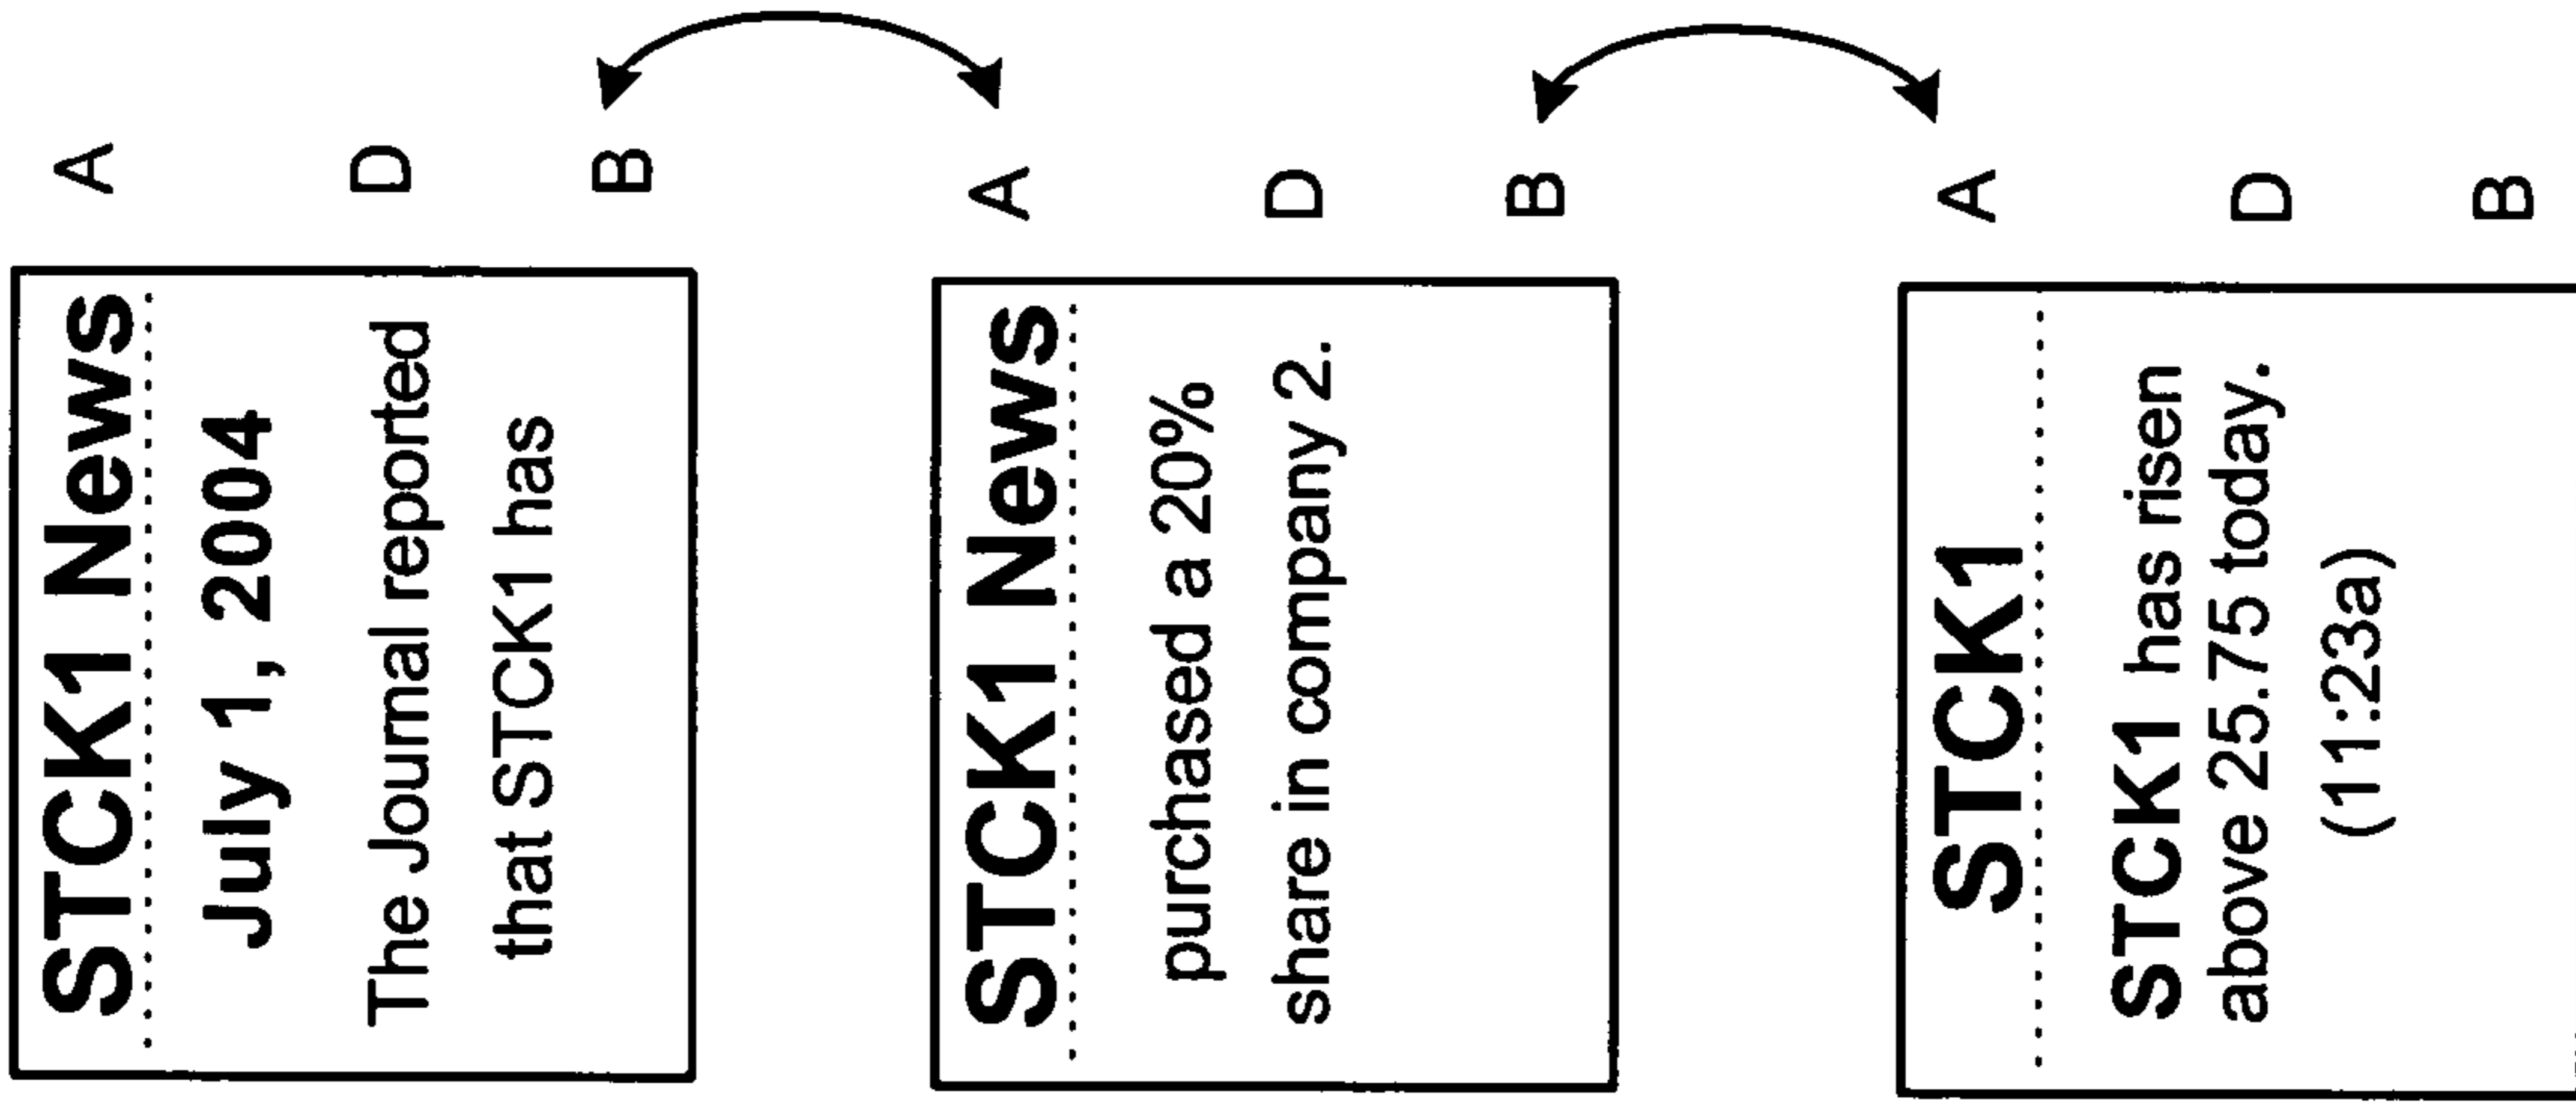 STCK1 News
July 1, 2004
The Journal reported
that STCK1 has
A
D
B
STCK1 News
purchased a 20%
share in company 2.
A
D
B
STCK1
STCK1 has risen
above 25.75 today.
(11:23a)
A
D
B